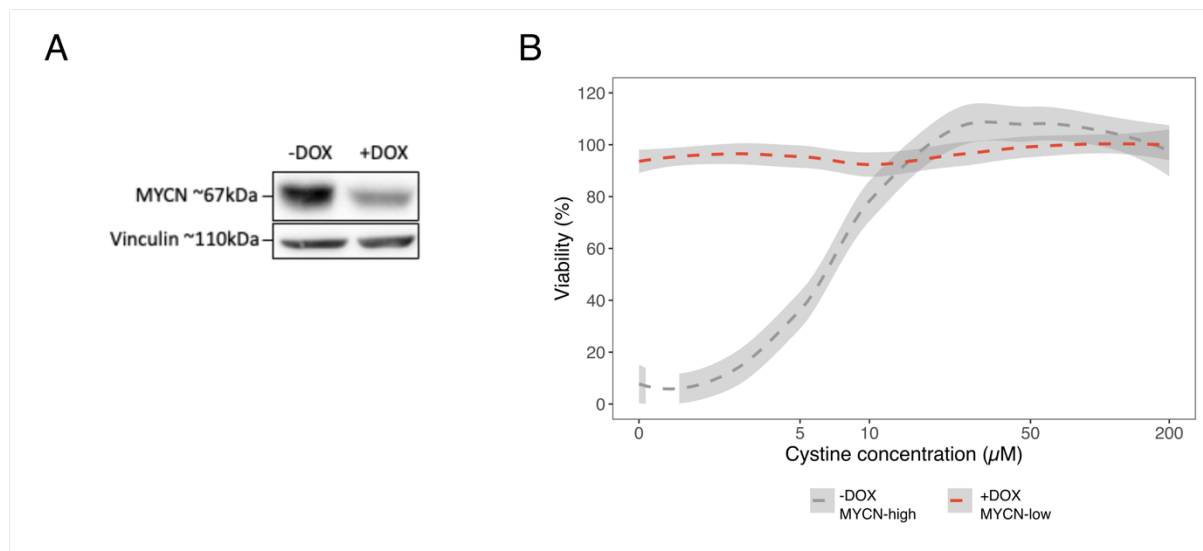 A
-DOX +DOX
MYCN ~67kDa
Vinculin ~110kDa
B
120
100
80
60
40
20
0
Viability (%)
0 5 10 50 200
Cystine concentration (µM)
-DOX
MYCN-high
+DOX
MYCN-low